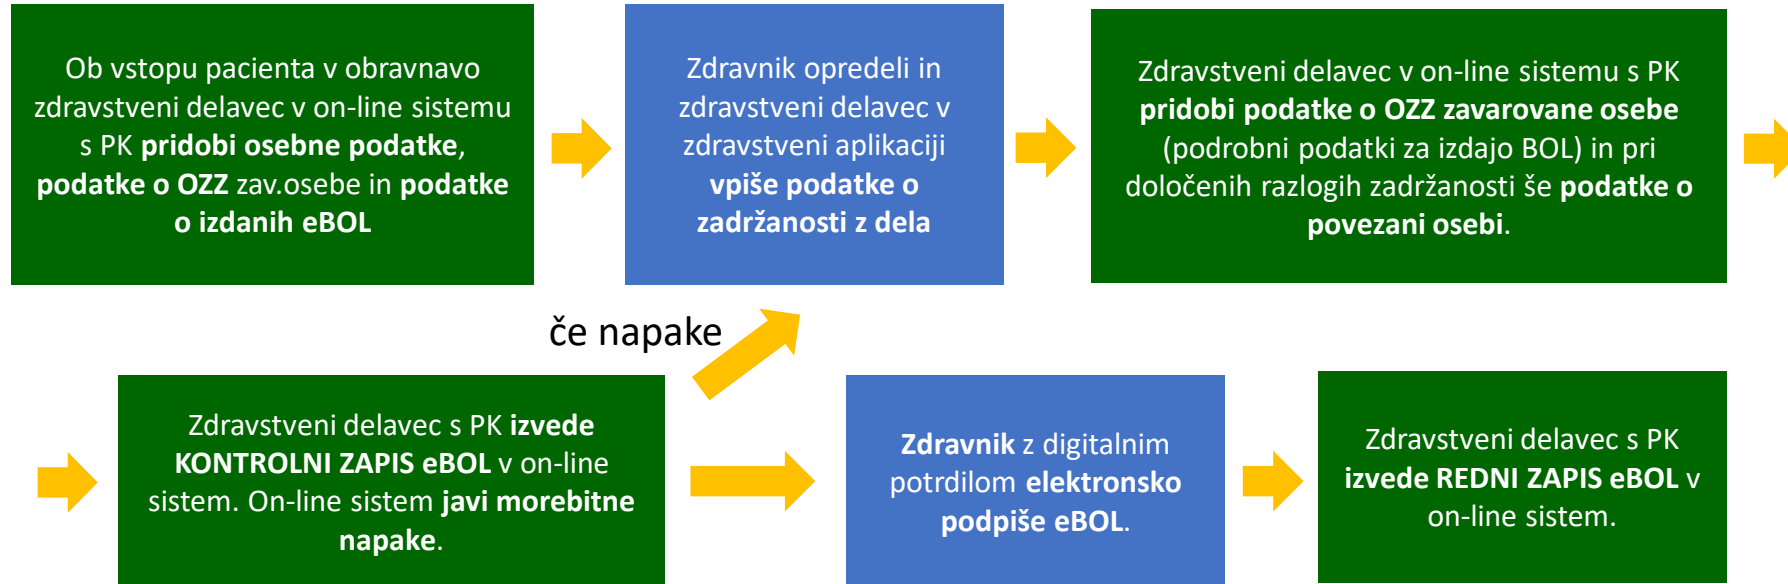 Ob vstopu pacienta v obravnavo
zdravstveni delavec v on-line sistemu
s PK pridobi osebne podatke,
podatke o OZZ zav.osebe in podatke
o izdanih eBOL
Zdravnik opredeli in
zdravstveni delavec v
zdravstveni aplikaciji
vpiše podatke o
zadržanosti z dela
Zdravstveni delavec v on-line sistemu s PK
pridobi podatke o OZZ zavarovane osebe
(podrobni podatki za izdajo BOL) in pri
določenih razlogih zadržanosti še podatke o
povezani osebi.
če napake
Zdravstveni delavec s PK izvede
KONTROLNI ZAPIS eBOL v on-line
sistem. On-line sistem javi morebitne
napake.
Zdravnik z digitalnim
potrdilom elektronsko
podpiše eBOL.
Zdravstveni delavec s PK
izvede REDNI ZAPIS eBOL v
on-line sistem.